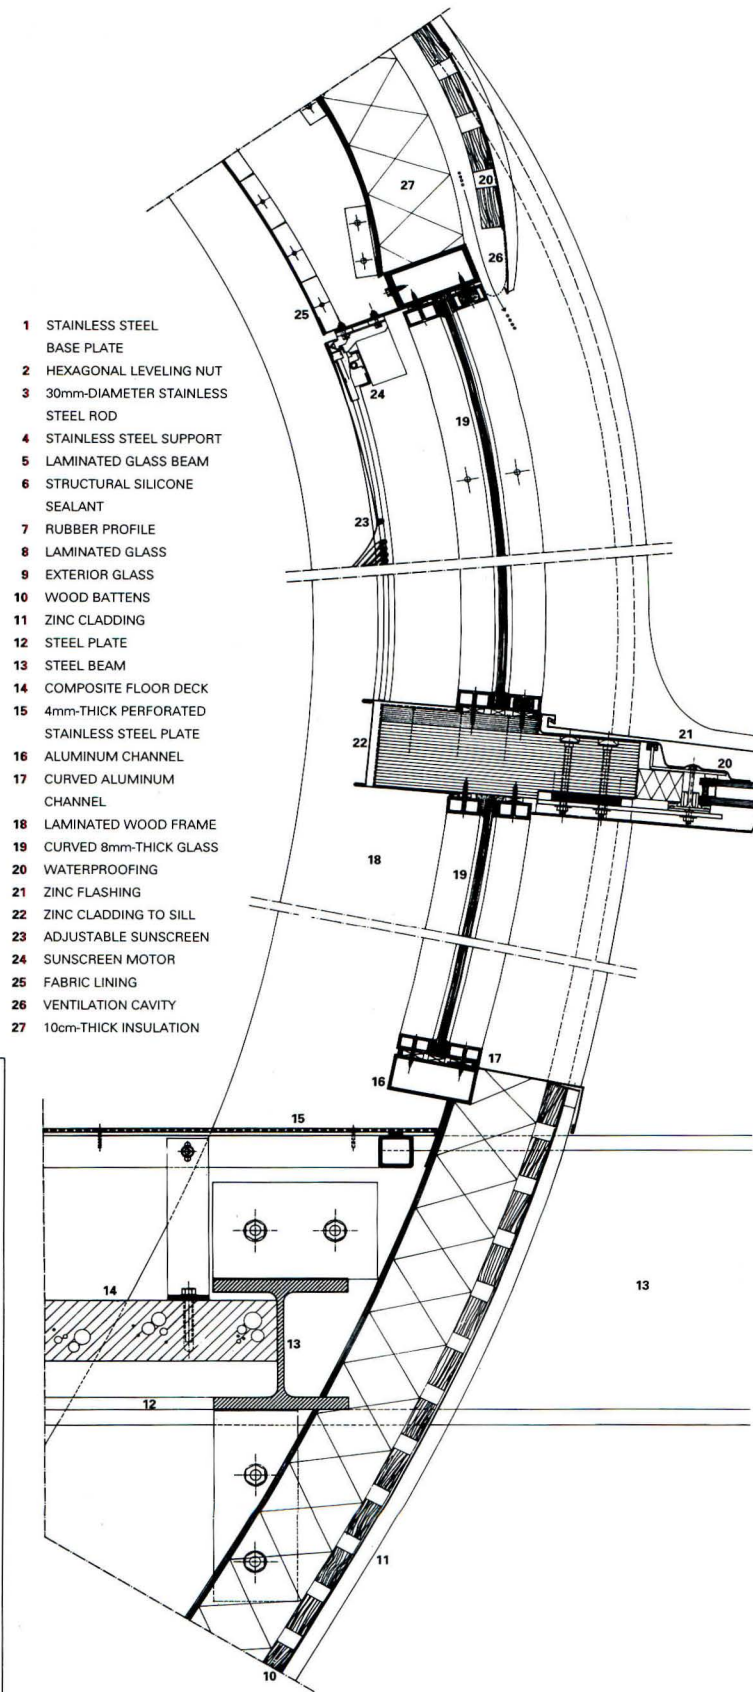 27
20
26
25
24
19
23
1 STAINLESS STEEL
BASE PLATE
2 HEXAGONAL LEVELING NUT
3 30mm-DIAMETER STAINLESS
STEEL ROD
4 STAINLESS STEEL SUPPORT
5 LAMINATED GLASS BEAM
6 STRUCTURAL SILICONE
SEALANT
7 RUBBER PROFILE
8 LAMINATED GLASS
9 EXTERIOR GLASS
10 WOOD BATTENS
11 ZINC CLADDING
12 STEEL PLATE
13 STEEL BEAM
14 COMPOSITE FLOOR DECK
15 4mm-THICK PERFORATED
STAINLESS STEEL PLATE
16 ALUMINUM CHANNEL
17 CURVED ALUMINUM
CHANNEL
18 LAMINATED WOOD FRAME
19 CURVED 8mm-THICK GLASS
20 WATERPROOFING
21 ZINC FLASHING
22 ZINC CLADDING TO SILL
23 ADJUSTABLE SUNSCREEN
24 SUNSCREEN MOTOR
25 FABRIC LINING
26 VENTILATION CAVITY
27 10cm-THICK INSULATION
21
22
20
18
19
17
16
15
14
13
13
12
11
10